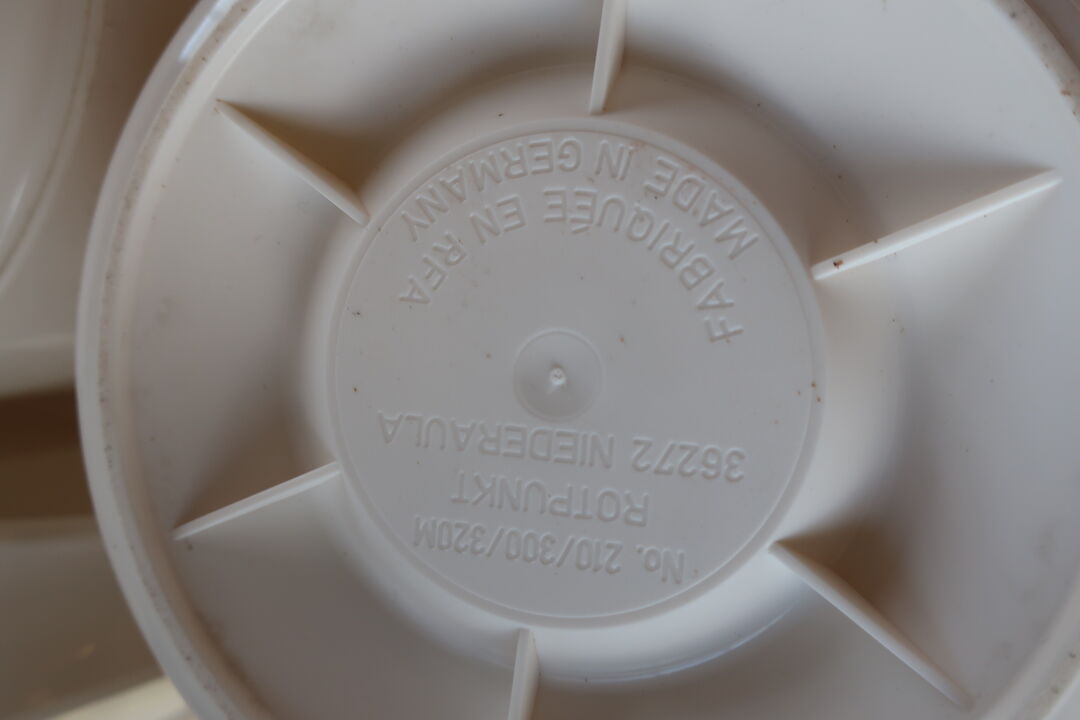 No. 210/300/320M
ROTPUNKT
36272 NIEDERAULA
FABRIQUÉE EN RFA
MADE IN GERMANY